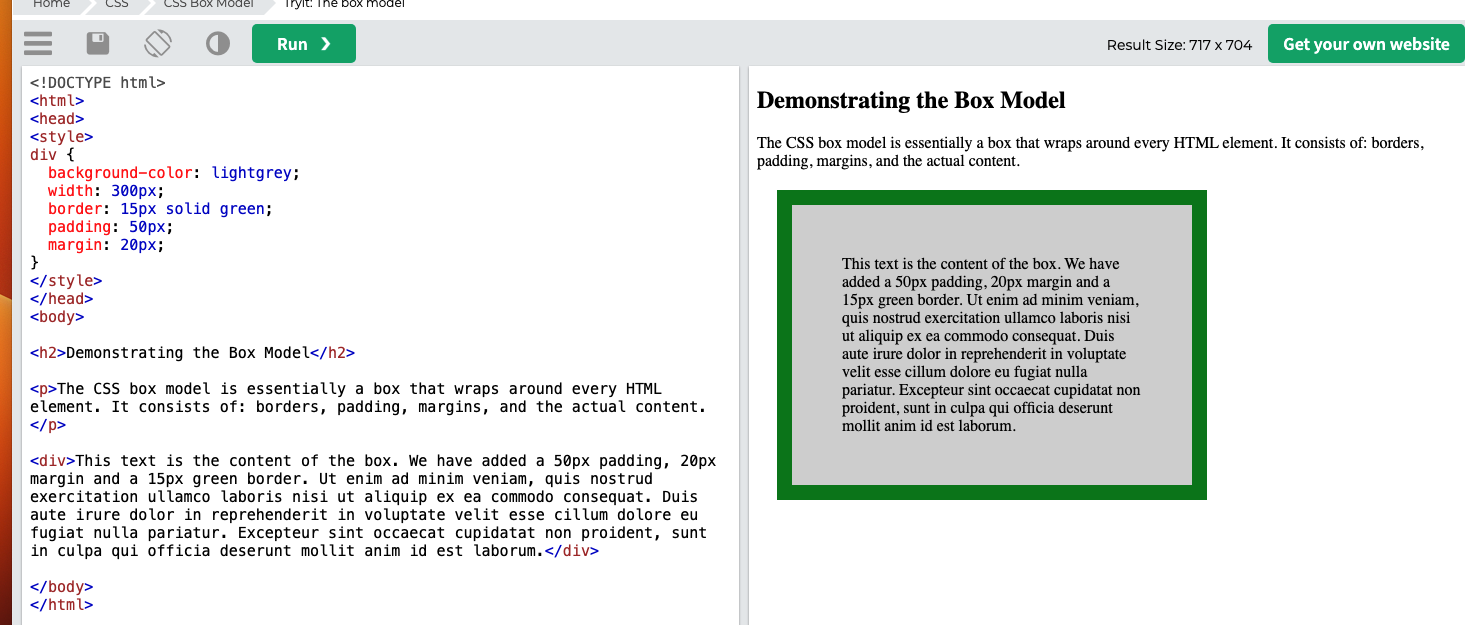 Home CSS CSS Box Model Tryit: The box model
Run ❯
Result Size: 717 x 704
Get your own website
<!DOCTYPE html>
<html>
<head>
<style>
div {
  background-color: lightgrey;
  width: 300px;
  border: 15px solid green;
  padding: 50px;
  margin: 20px;
}
</style>
</head>
<body>

<h2>Demonstrating the Box Model</h2>

<p>The CSS box model is essentially a box that wraps around every HTML
element. It consists of: borders, padding, margins, and the actual content.
</p>

<div>This text is the content of the box. We have added a 50px padding, 20px
margin and a 15px green border. Ut enim ad minim veniam, quis nostrud
exercitation ullamco laboris nisi ut aliquip ex ea commodo consequat. Duis
aute irure dolor in reprehenderit in voluptate velit esse cillum dolore eu
fugiat nulla pariatur. Excepteur sint occaecat cupidatat non proident, sunt
in culpa qui officia deserunt mollit anim id est laborum.</div>

</body>
</html>
Demonstrating the Box Model
The CSS box model is essentially a box that wraps around every HTML element. It consists of: borders,
padding, margins, and the actual content.
This text is the content of the box. We have
added a 50px padding, 20px margin and a
15px green border. Ut enim ad minim veniam,
quis nostrud exercitation ullamco laboris nisi
ut aliquip ex ea commodo consequat. Duis
aute irure dolor in reprehenderit in voluptate
velit esse cillum dolore eu fugiat nulla
pariatur. Excepteur sint occaecat cupidatat non
proident, sunt in culpa qui officia deserunt
mollit anim id est laborum.